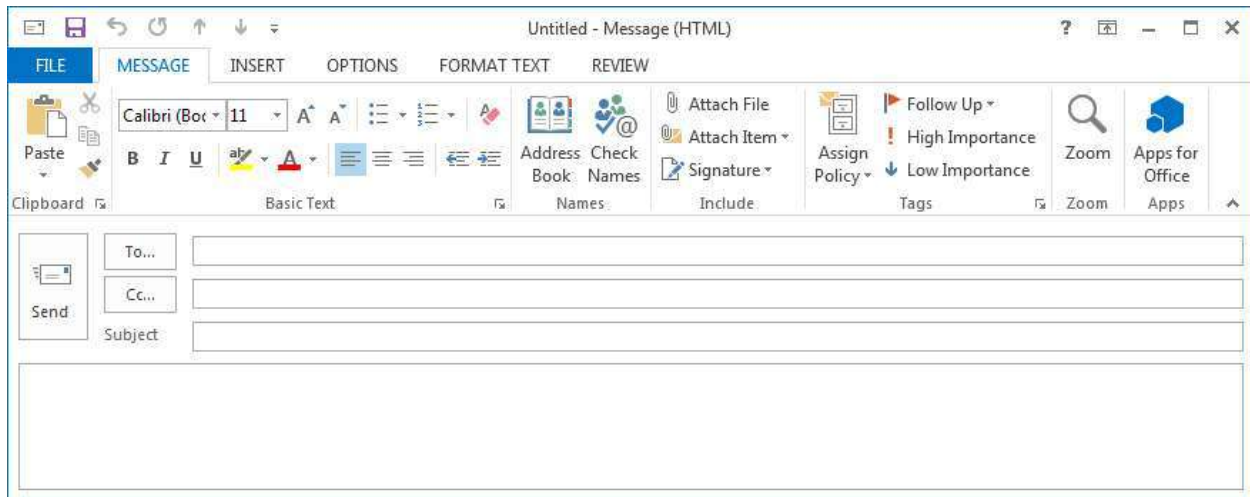 Untitled - Message (HTML)
FILE MESSAGE INSERT OPTIONS FORMAT TEXT REVIEW
Paste
Clipboard
Calibri (Boc 11
B I U
Basic Text
Address Book
Check Names
Names
Attach File
Attach Item
Signature
Include
Assign Policy
Follow Up
High Importance
Low Importance
Tags
Zoom
Zoom
Apps for Office
Apps
Send
To...
Cc...
Subject